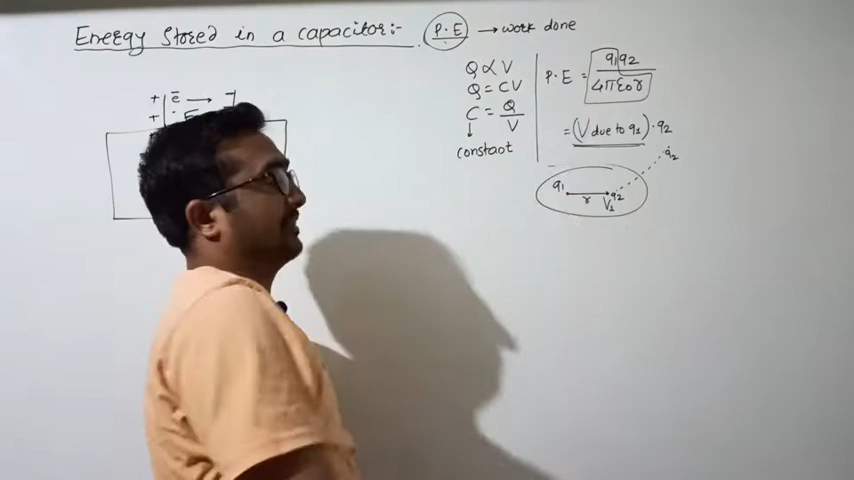 Energy Stored in a capacitor:- P.E → work done
+ ē → -
+ E
Q ∝ V
Q = CV
C = Q/V
↓
constant
P.E = q₁q₂/4πε₀r
= (V due to q₁) · q₂
q₂
q₁ r q₂
V₁